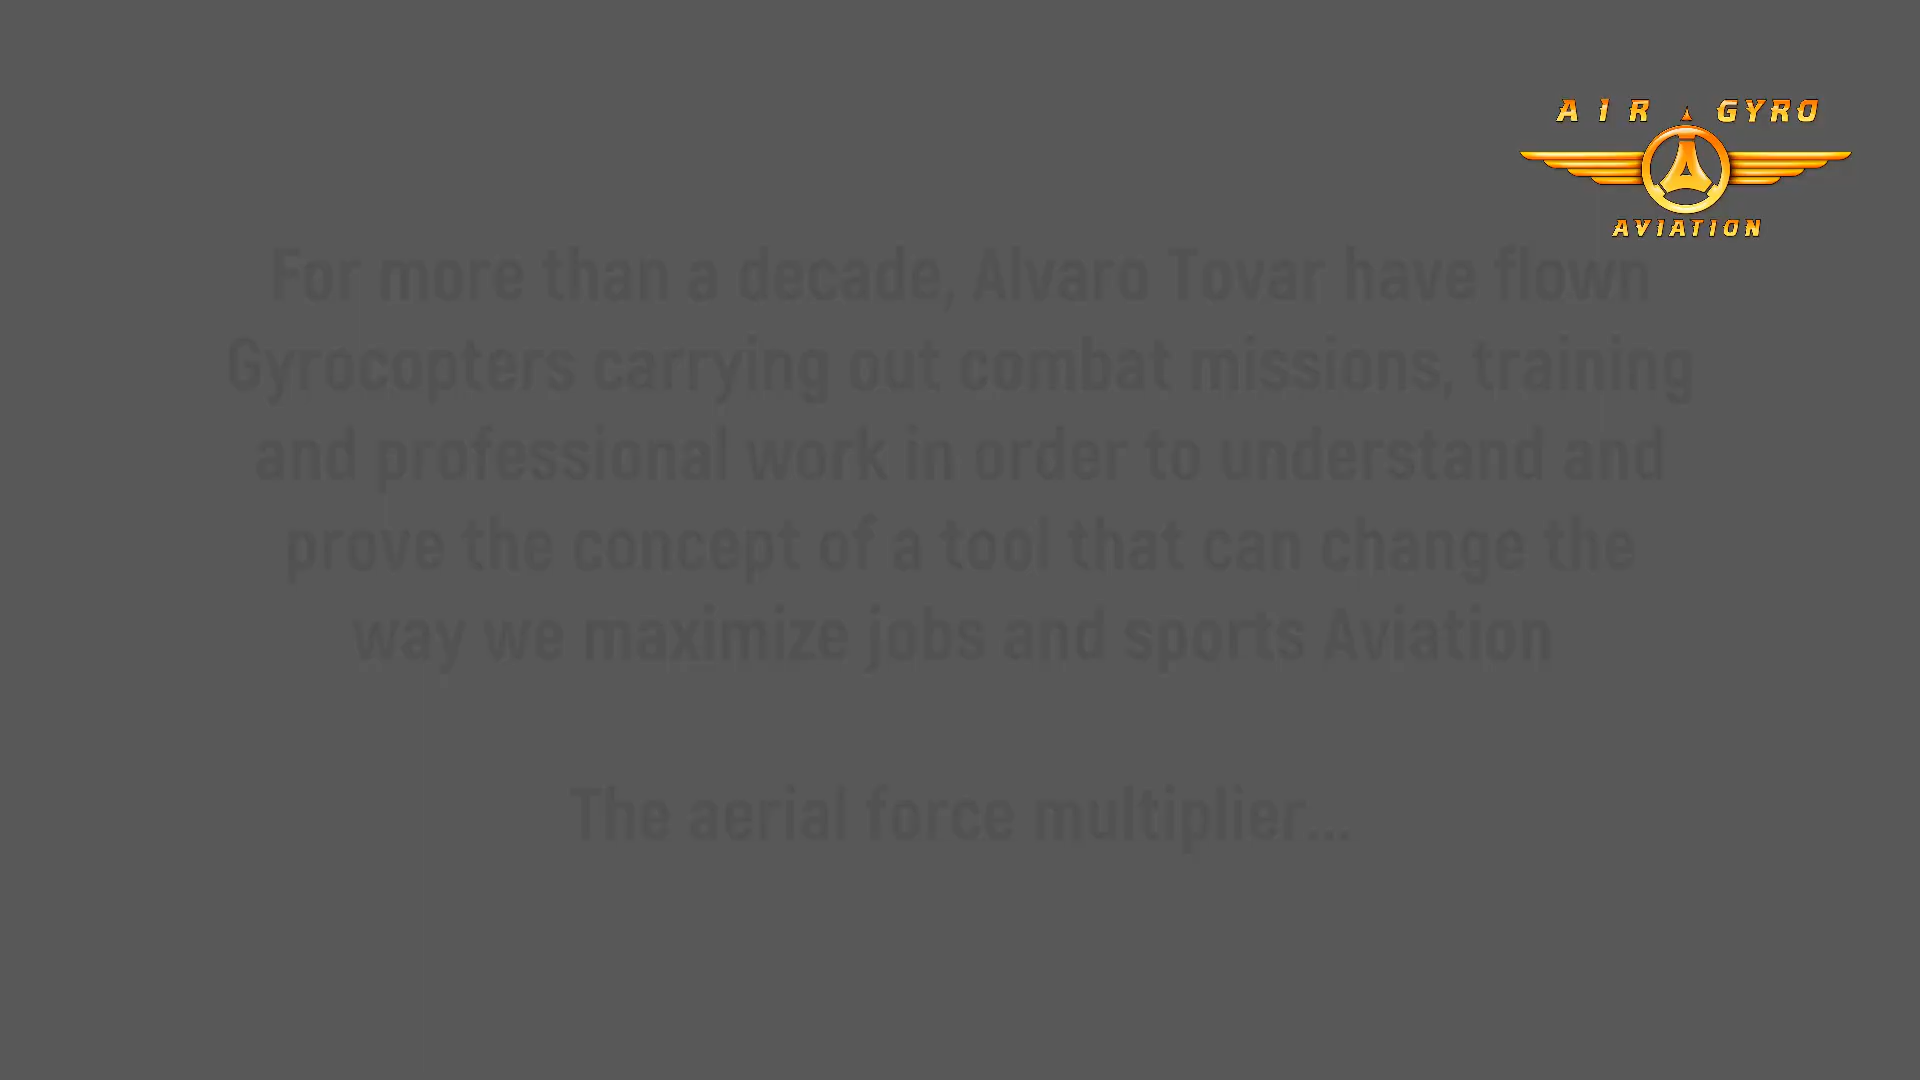 AIR GYRO
AVIATION
For more than a decade, Alvaro Tovar have flown
Gyrocopters carrying out combat missions, training
and professional work in order to understand and
prove the concept of a tool that can change the
way we maximize jobs and sports Aviation
The aerial force multiplier...